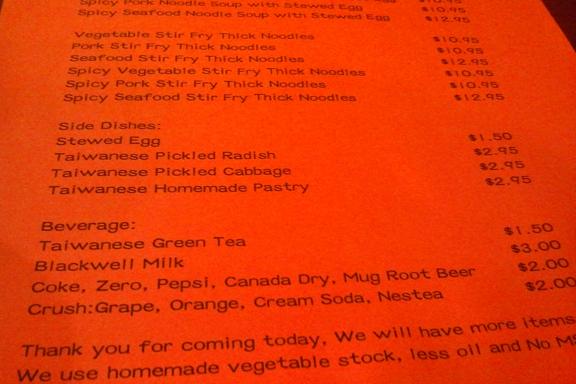 Spicy Pork Noodle Soup with Stewed Egg $10.95
Spicy Seafood Noodle Soup with Stewed Egg $12.95
Vegetable Stir Fry Thick Noodles $10.95
Pork Stir Fry Thick Noodles $10.95
Seafood Stir Fry Thick Noodles $12.95
Spicy Vegetable Stir Fry Thick Noodles $10.95
Spicy Pork Stir Fry Thick Noodles $10.95
Spicy Seafood Stir Fry Thick Noodles $12.95
Side Dishes:
Stewed Egg $1.50
Taiwanese Pickled Radish $2.95
Taiwanese Pickled Cabbage $2.95
Taiwanese Homemade Pastry $2.95
Beverage:
Taiwanese Green Tea $1.50
Blackwell Milk $3.00
Coke, Zero, Pepsi, Canada Dry, Mug Root Beer $2.00
Crush:Grape, Orange, Cream Soda, Nestea $2.00
Thank you for coming today, We will have more items
We use homemade vegetable stock, less oil and No